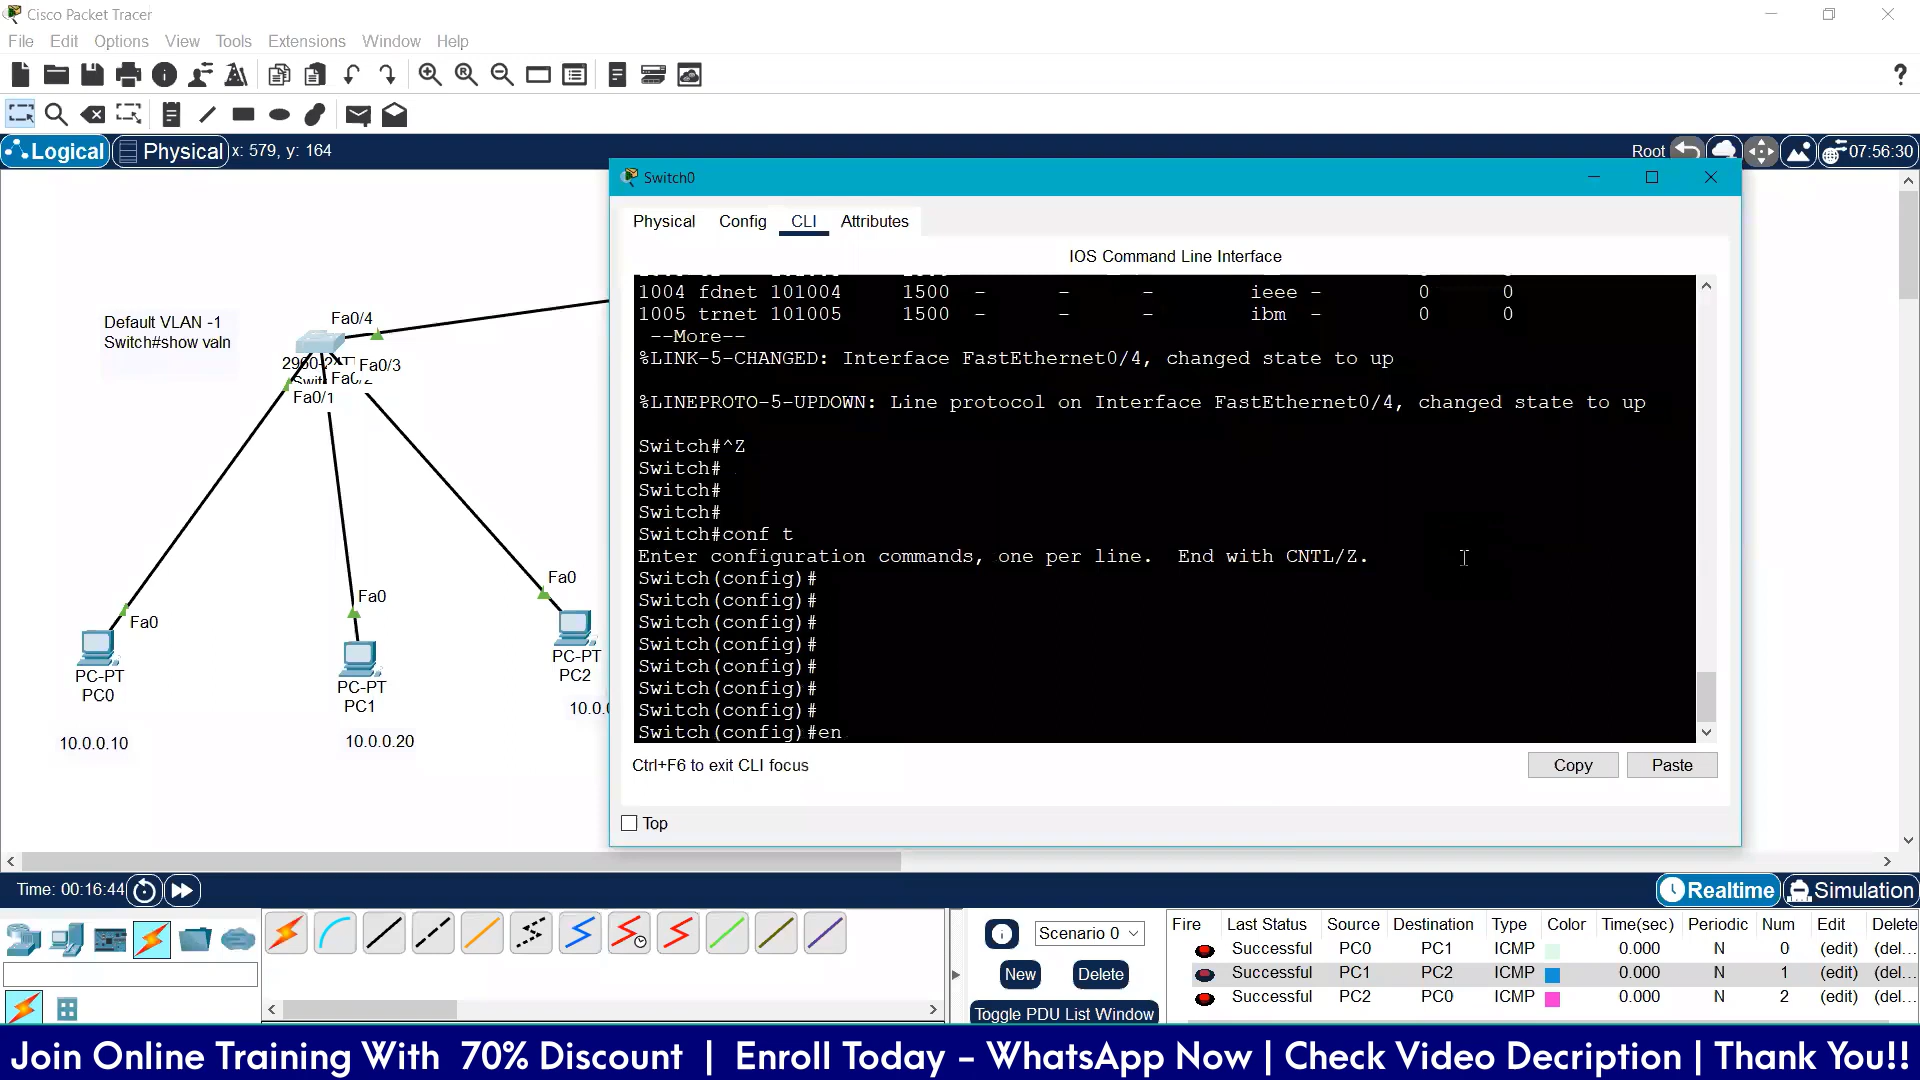 Cisco Packet Tracer
File Edit Options View Tools Extensions Window Help
Logical Physical x: 579, y: 164
Root 07:56:30
Switch0
Physical Config CLI Attributes
IOS Command Line Interface
1004 fdnet 101004 1500 - - - ieee - 0 0
1005 trnet 101005 1500 - - - ibm - 0 0
--More--
%LINK-5-CHANGED: Interface FastEthernet0/4, changed state to up
%LINEPROTO-5-UPDOWN: Line protocol on Interface FastEthernet0/4, changed state to up
Switch#^Z
Switch#
Switch#
Switch#
Switch#conf t
Enter configuration commands, one per line. End with CNTL/Z.
Switch(config)#
Switch(config)#
Switch(config)#
Switch(config)#
Switch(config)#
Switch(config)#
Switch(config)#
Switch(config)#en
Ctrl+F6 to exit CLI focus
Copy Paste
Top
Default VLAN -1
Switch#show valn
Fa0/4
Fa0/3
Fa0/1
Fa0
Fa0
Fa0
PC-PT
PC0
PC-PT
PC1
PC-PT
PC2
10.0.0.10
10.0.0.20
Time: 00:16:44
Realtime Simulation
Scenario 0
New Delete
Toggle PDU List Window
Fire Last Status Source Destination Type Color Time(sec) Periodic Num Edit Delete
Successful PC0 PC1 ICMP 0.000 N 0 (edit) (del...
Successful PC1 PC2 ICMP 0.000 N 1 (edit) (del...
Successful PC2 PC0 ICMP 0.000 N 2 (edit) (del...
Join Online Training With 70% Discount | Enroll Today – WhatsApp Now | Check Video Decription | Thank You!!